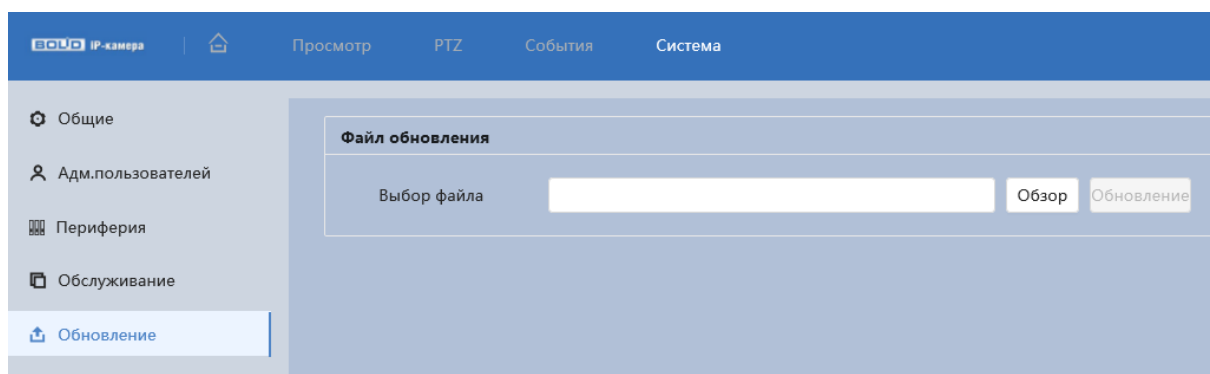 BOLID IP-камера Просмотр PTZ События Система
Общие
Файл обновления
Адм.пользователей
Выбор файла Обзор Обновление
Периферия
Обслуживание
Обновление